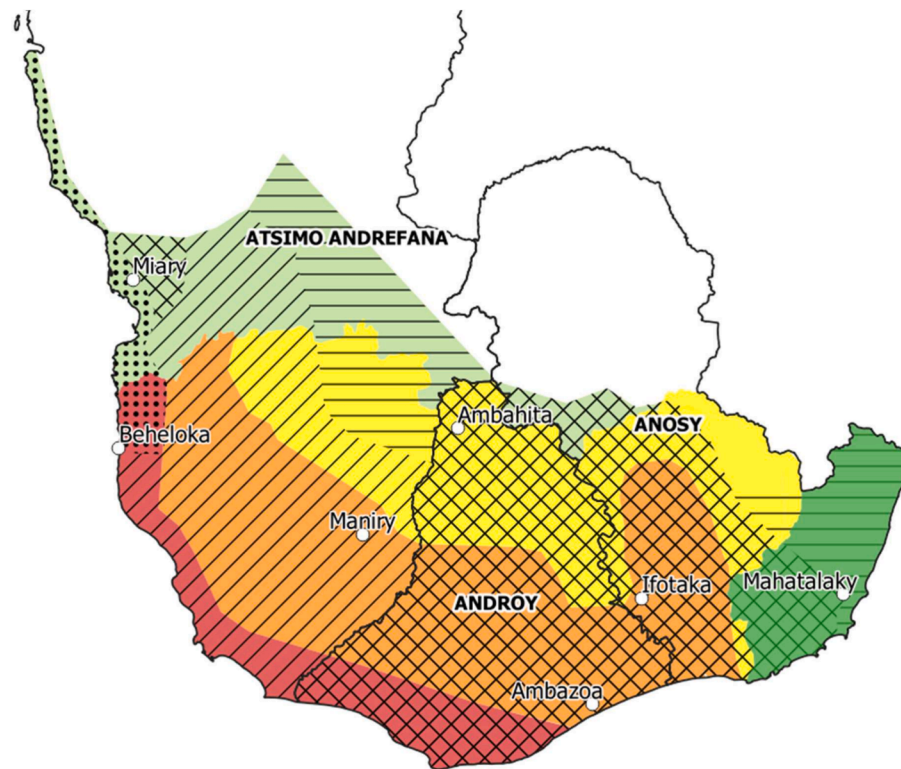 ATSIMO ANDREFANA
Miary
Ambahita
ANOSY
Beheloka
Maniry
Mahatalaky
Ifotaka
ANDROY
Ambazoa